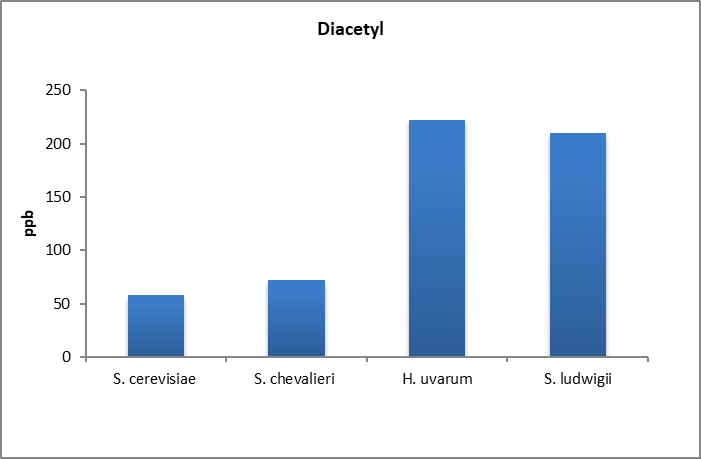 Diacetyl
250
200
150
100
50
0
ppb
S. cerevisiae S. chevalieri H. uvarum S. ludwigii